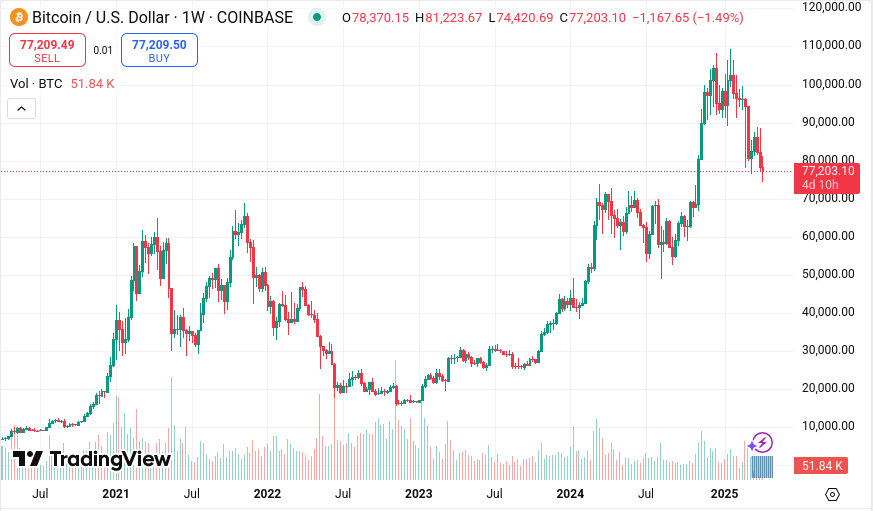 Bitcoin / U.S. Dollar · 1W · COINBASE O78,370.15 H81,223.67 L74,420.69 C77,203.10 −1,167.65 (−1.49%)
77,209.49 0.01 77,209.50
SELL BUY
Vol · BTC 51.84 K
120,000.00
110,000.00
100,000.00
90,000.00
80,000.00
77,203.10
4d 10h
70,000.00
60,000.00
50,000.00
40,000.00
30,000.00
20,000.00
10,000.00
51.84 K
TradingView
Jul 2021 Jul 2022 Jul 2023 Jul 2024 Jul 2025